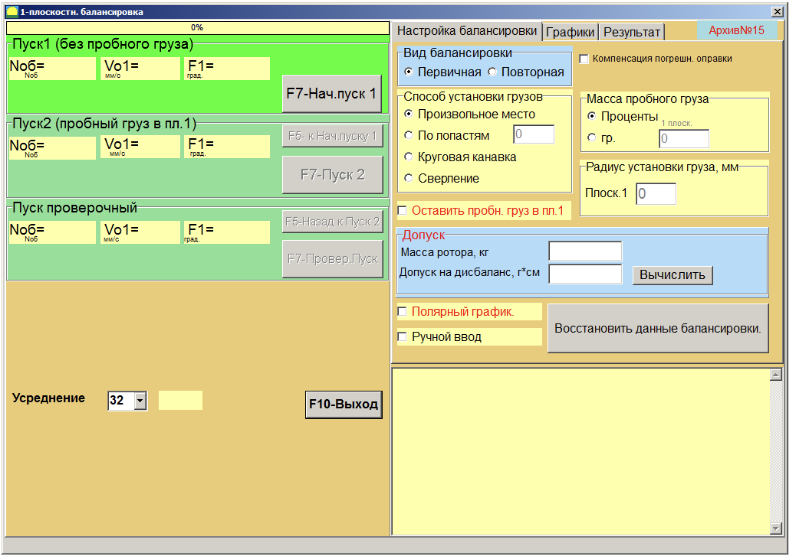 1-плоскостн. балансировка
0%
Пуск1 (без пробного груза)
Nоб= Vо1= F1=
Nоб мм/с град.
F7-Нач.пуск 1
Пуск2 (пробный груз в пл.1)
F5- к Нач.пуску 1
Nоб= Vо1= F1=
Nоб мм/с град.
F7-Пуск 2
Пуск проверочный
F5-Назад к Пуск 2
Nоб= Vо1= F1=
Nоб мм/с град.
F7-Провер.Пуск
Усреднение 32
F10-Выход
Настройка балансировки Графики Результат Архив№15
Вид балансировки
Первичная Повторная
Компенсация погрешн. оправки
Способ установки грузов
Произвольное место
По лопастям 0
Круговая канавка
Сверление
Масса пробного груза
Проценты 1 плоск.
гр. 0
Радиус установки груза, мм
Плоск.1 0
Оставить пробн. груз в пл.1
Допуск
Масса ротора, кг
Допуск на дисбаланс, г*см
Вычислить
Полярный график.
Ручной ввод
Восстановить данные балансировки.